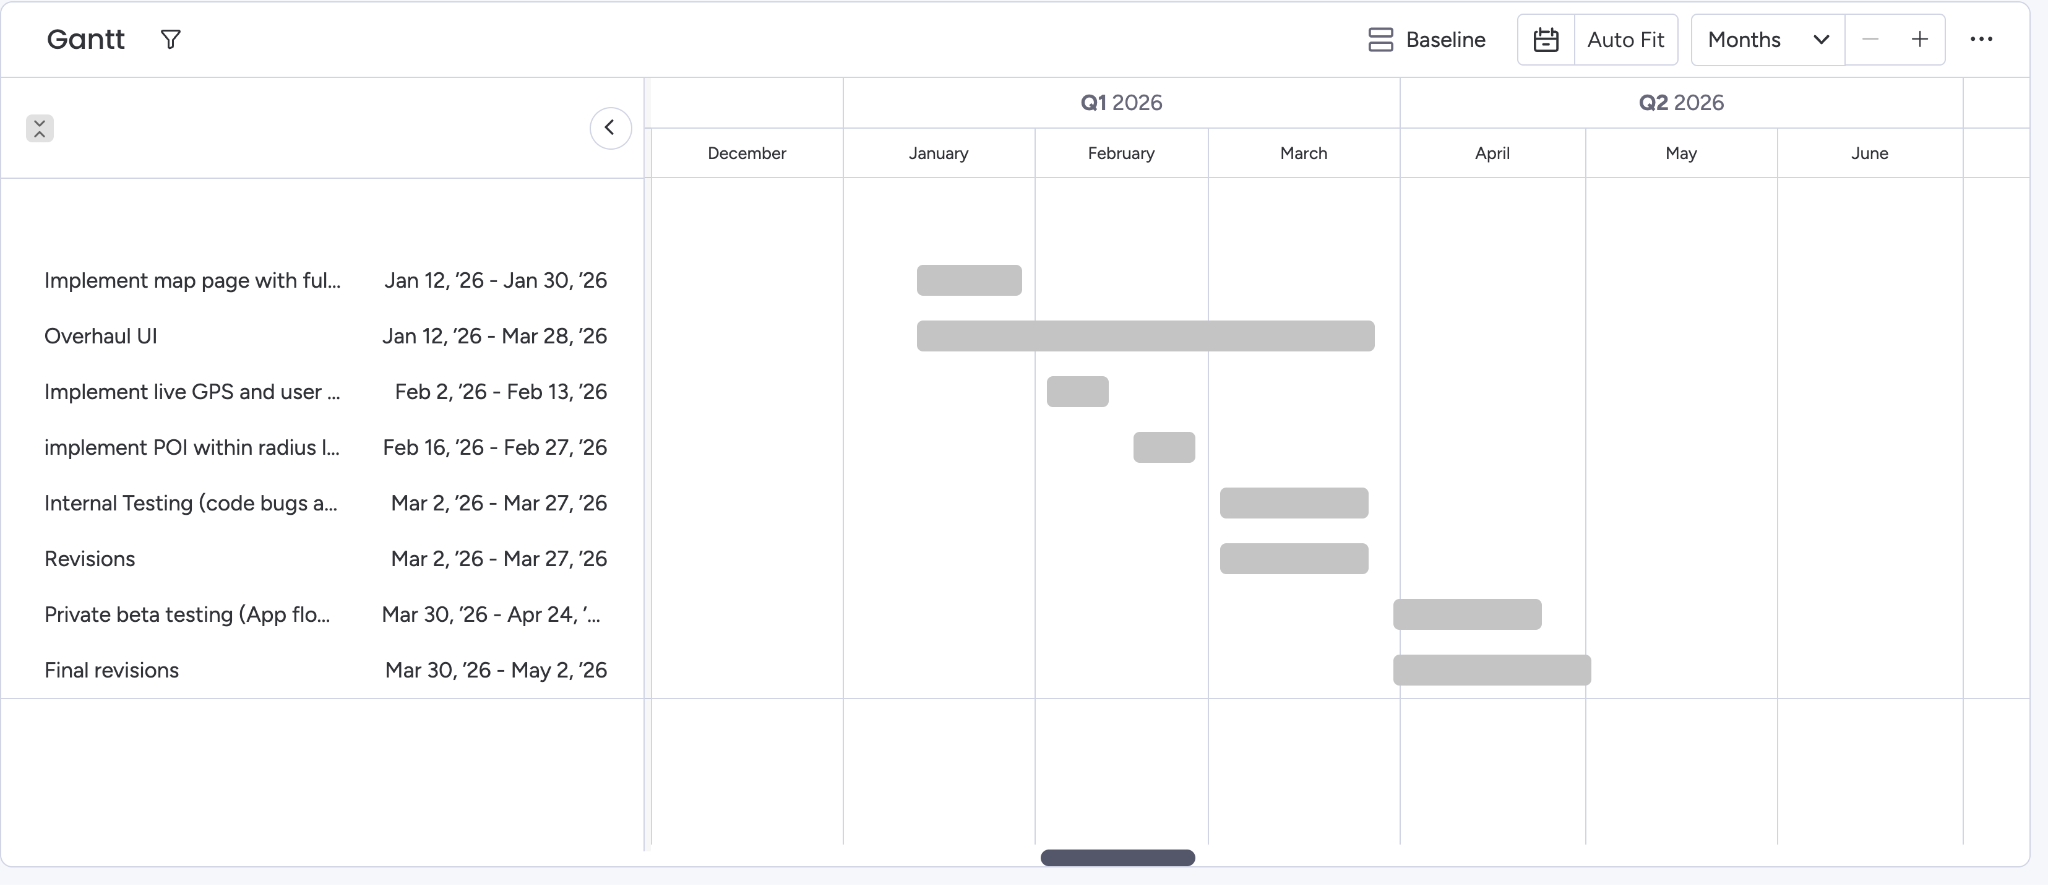 Gantt Baseline Auto Fit Months
Q1 2026 Q2 2026
December January February March April May June
Implement map page with ful... Jan 12, ’26 - Jan 30, ’26
Overhaul UI Jan 12, ’26 - Mar 28, ’26
Implement live GPS and user ... Feb 2, ’26 - Feb 13, ’26
implement POI within radius l... Feb 16, ’26 - Feb 27, ’26
Internal Testing (code bugs a... Mar 2, ’26 - Mar 27, ’26
Revisions Mar 2, ’26 - Mar 27, ’26
Private beta testing (App flo... Mar 30, ’26 - Apr 24, ’...
Final revisions Mar 30, ’26 - May 2, ’26